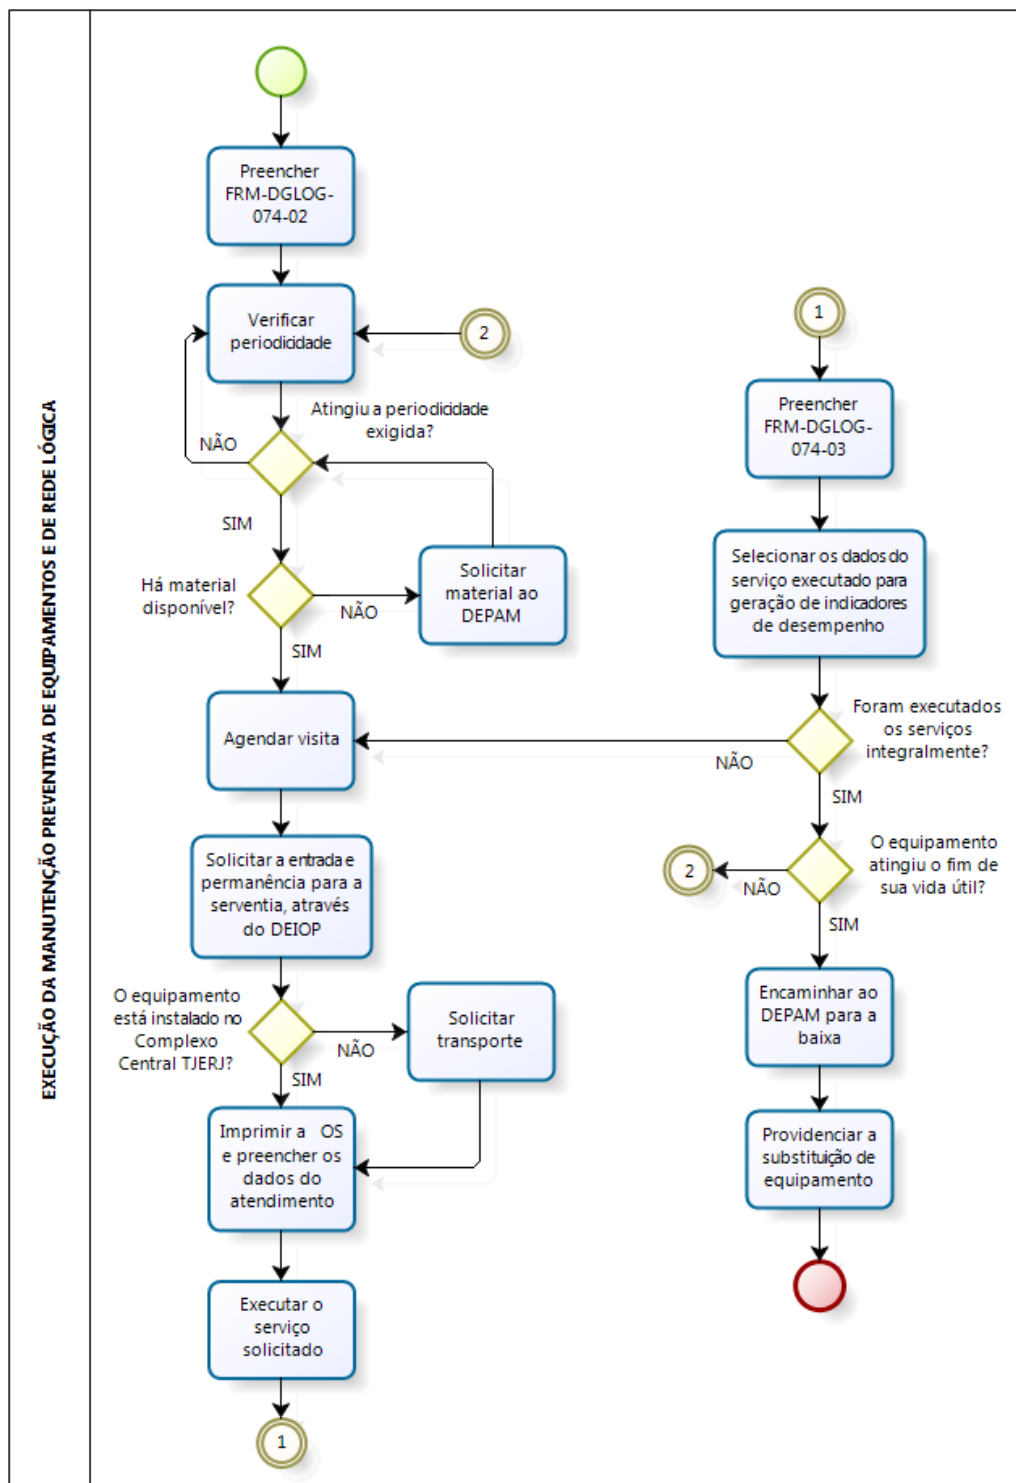 EXECUÇÃO DA MANUTENÇÃO PREVENTIVA DE EQUIPAMENTOS E DE REDE LÓGICA
Preencher
FRM-DGLOG-
074-02
Verificar
periodicidade
2
Atingiu a periodicidade
exigida?
NÃO
SIM
Há material
disponível?
NÃO
Solicitar
material ao
DEPAM
SIM
Agendar visita
Solicitar a entrada e
permanência para a
serventia, através
do DEIOP
O equipamento
está instalado no
Complexo
Central TJERJ?
NÃO
Solicitar
transporte
SIM
Imprimir a OS
e preencher os
dados do
atendimento
Executar o
serviço
solicitado
1
1
Preencher
FRM-DGLOG-
074-03
Selecionar os dados do
serviço executado para
geração de indicadores
de desempenho
Foram executados
os serviços
integralmente?
NÃO
SIM
O equipamento
atingiu o fim de
sua vida útil?
2
NÃO
SIM
Encaminhar ao
DEPAM para a
baixa
Providenciar a
substituição de
equipamento